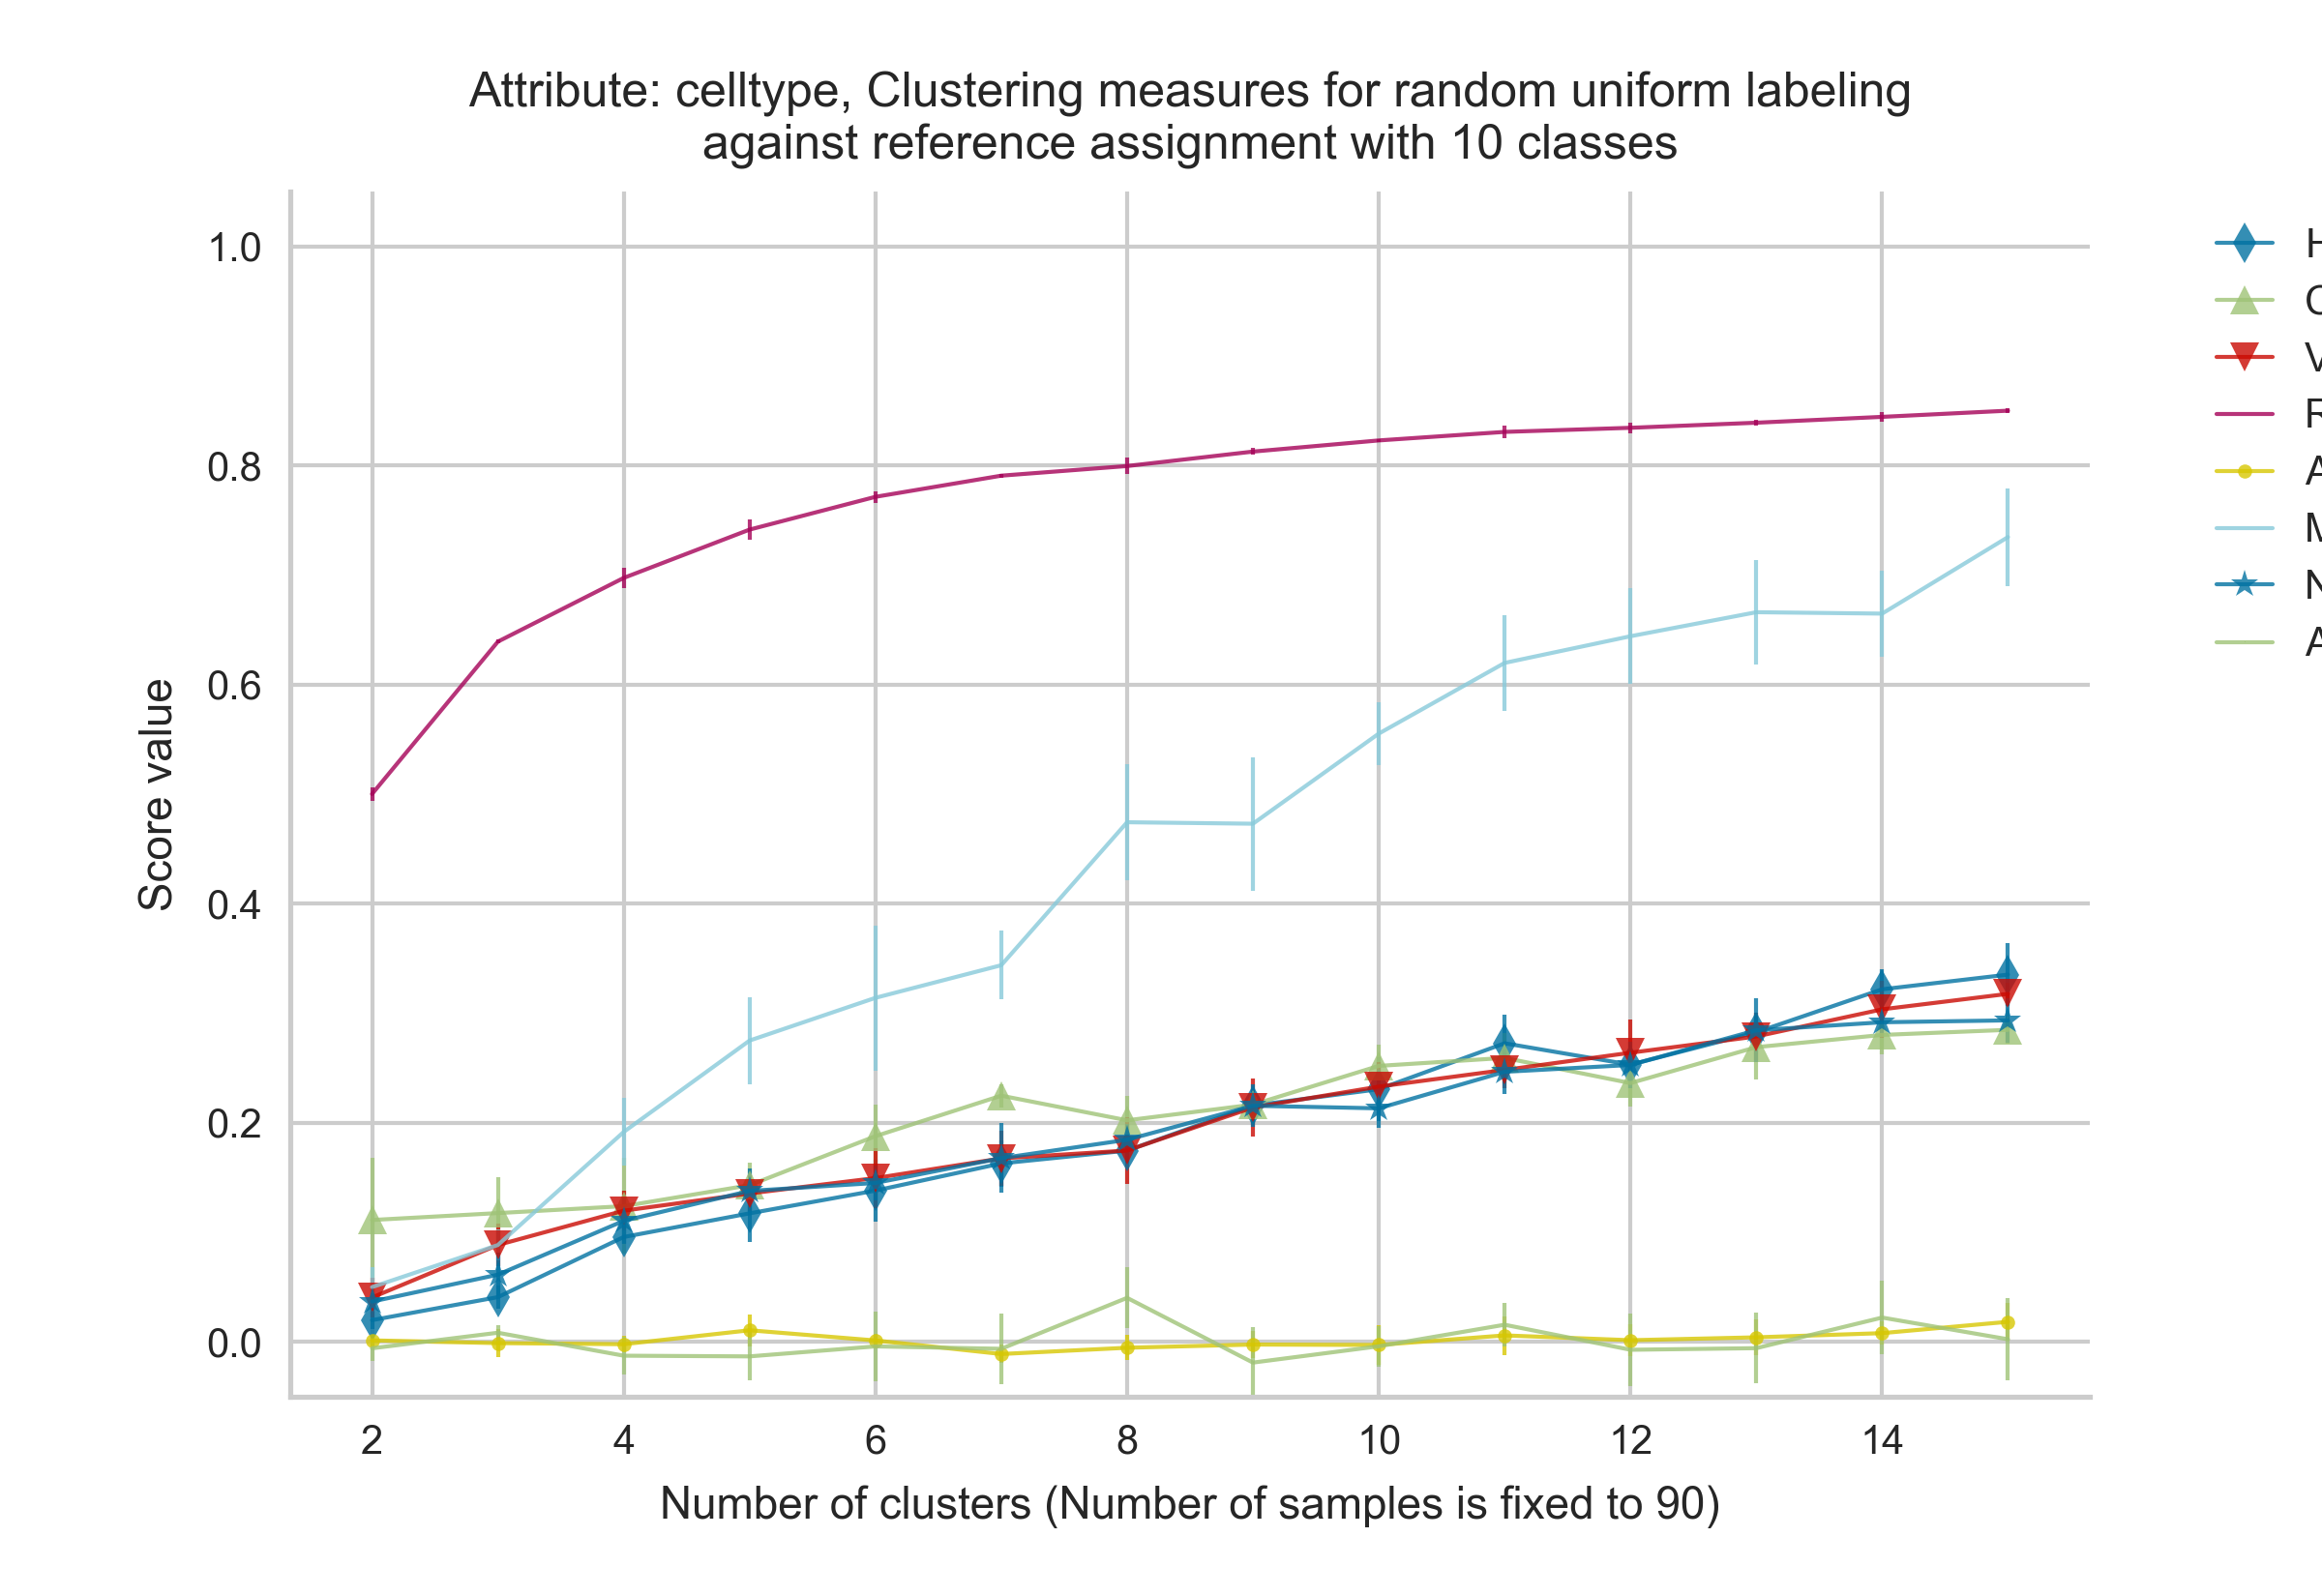 Attribute: celltype, Clustering measures for random uniform labeling
against reference assignment with 10 classes
1.0
0.8
0.6
0.4
0.2
0.0
Score value
2 4 6 8 10 12 14
Number of clusters (Number of samples is fixed to 90)
V
R
A
M
N
A